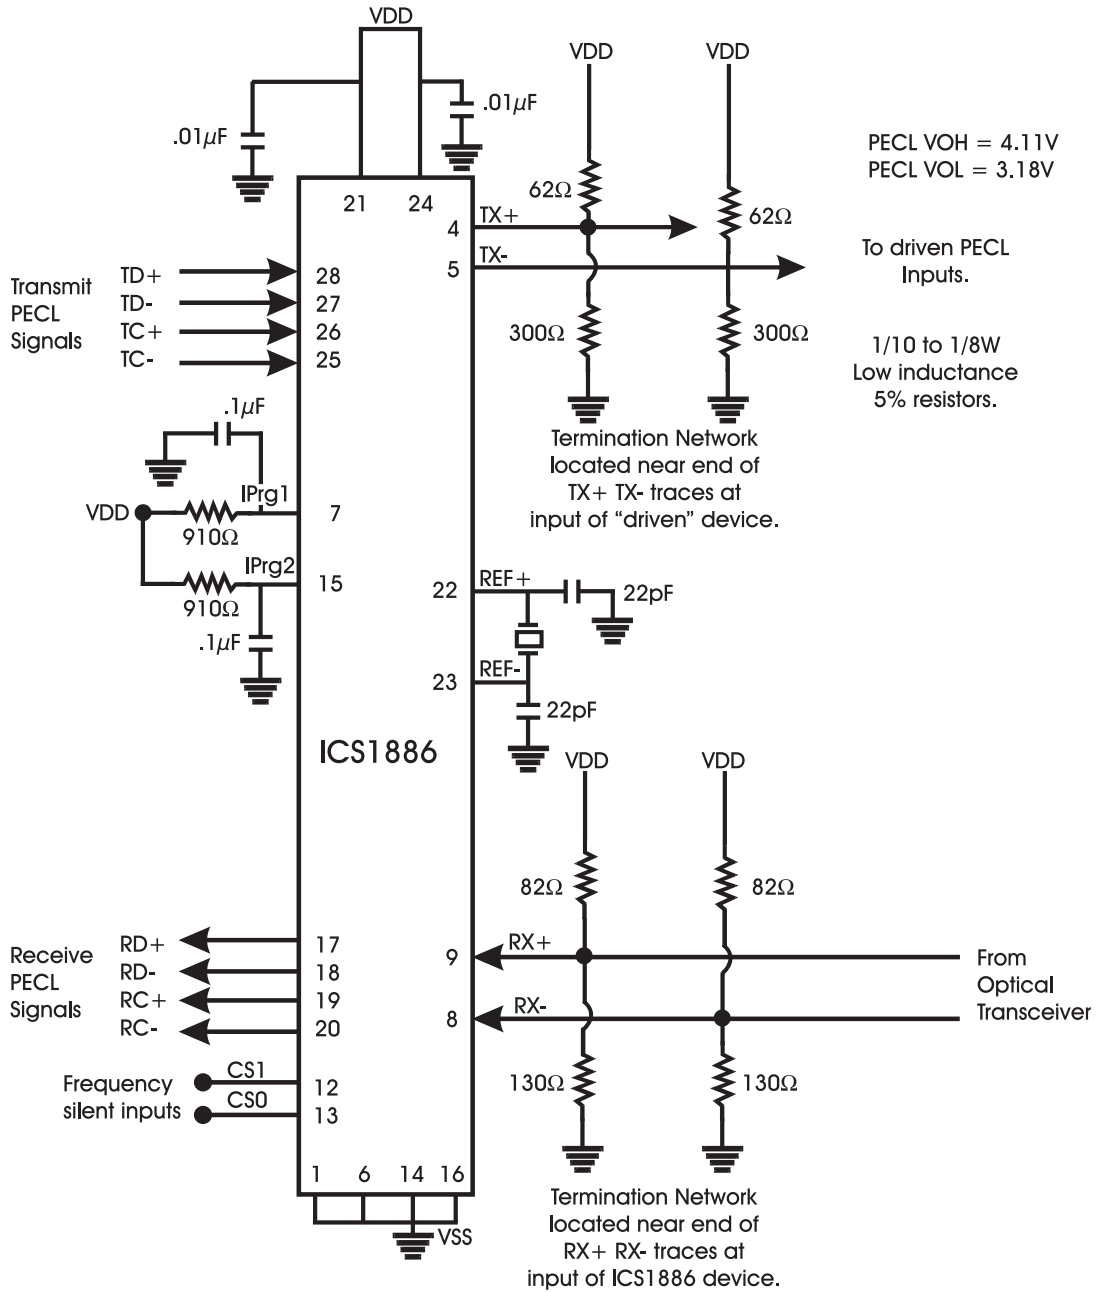 VDD
.01µF
.01µF
VDD
VDD
PECL VOH = 4.11V
PECL VOL = 3.18V
62Ω
62Ω
21
24
4
TX+
5
TX-
To driven PECL
Inputs.
Transmit
PECL
Signals
TD+
TD-
TC+
TC-
28
27
26
25
300Ω
300Ω
1/10 to 1/8W
Low inductance
5% resistors.
Termination Network
located near end of
TX+ TX- traces at
input of “driven” device.
.1µF
IPrg1
VDD
910Ω
7
IPrg2
910Ω
15
.1µF
22
REF+
22pF
23
REF-
22pF
ICS1886
VDD
VDD
82Ω
82Ω
Receive
PECL
Signals
RD+
RD-
RC+
RC-
17
18
19
20
9
RX+
8
RX-
From
Optical
Transceiver
Frequency
silent inputs
CS1
CS0
12
13
130Ω
130Ω
1
6
14
16
VSS
Termination Network
located near end of
RX+ RX- traces at
input of ICS1886 device.